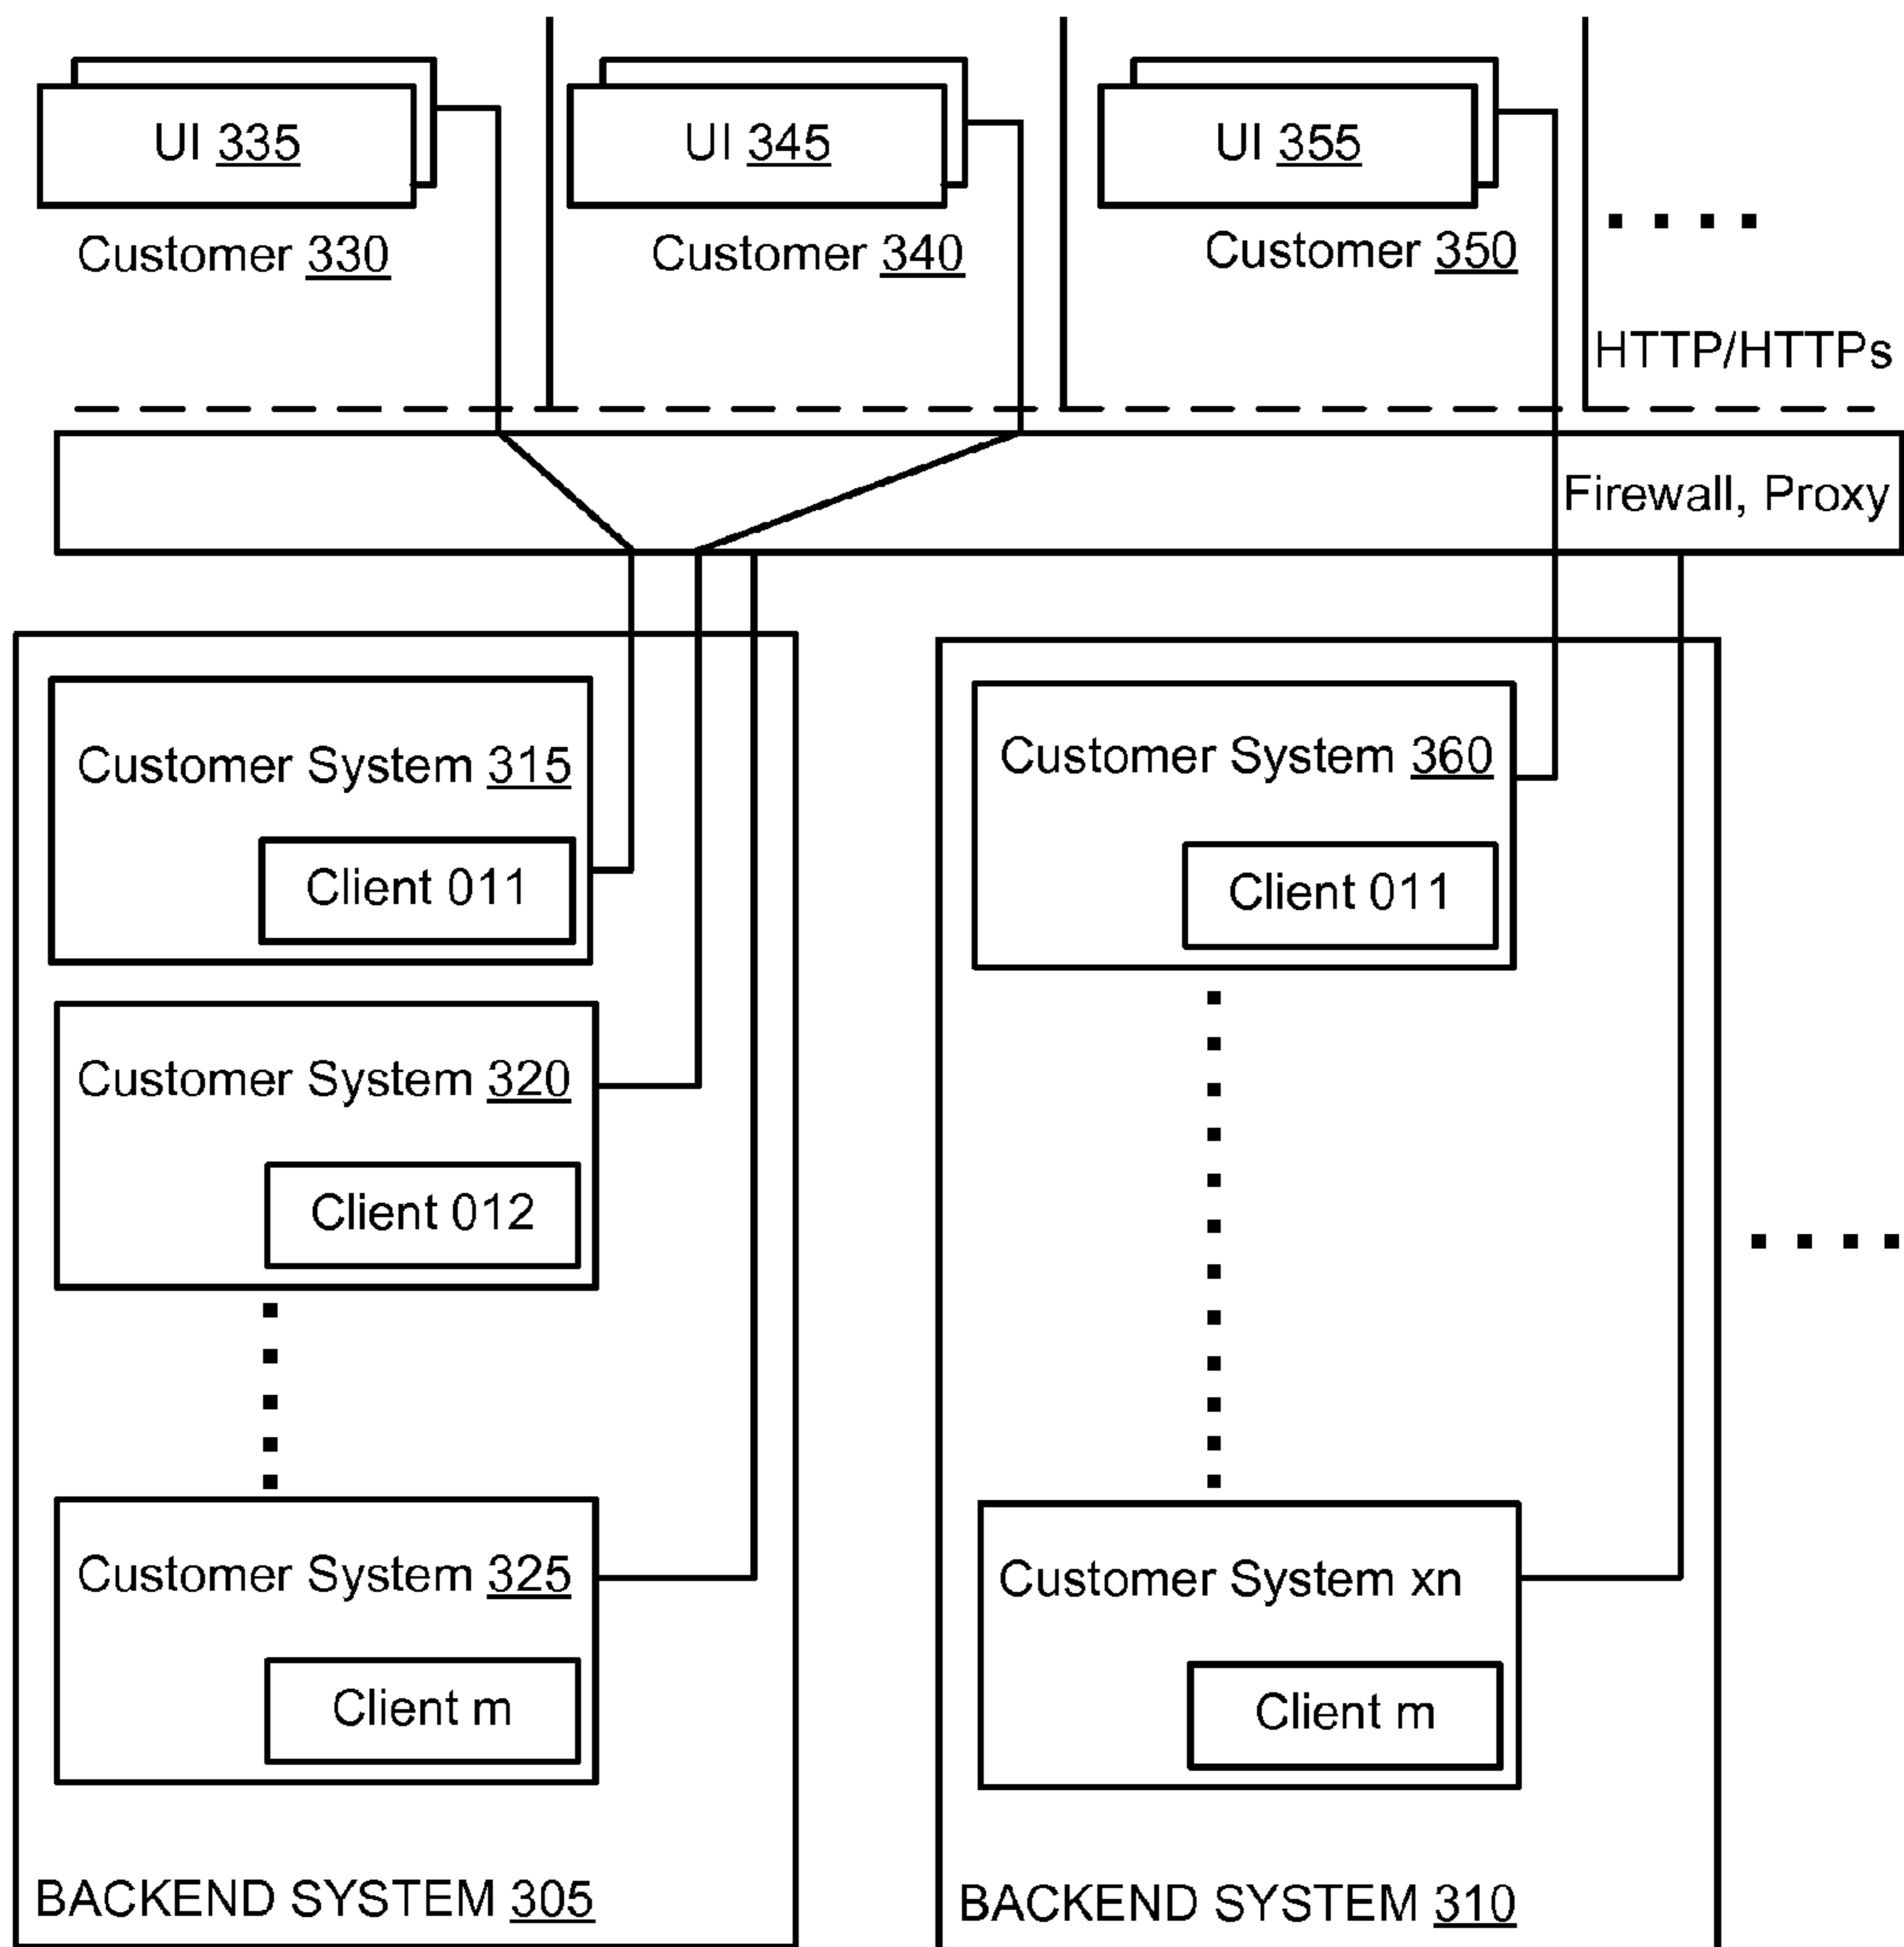 UI 335
UI 345
UI 355
Customer 330
Customer 340
Customer 350
HTTP/HTTPs
Firewall, Proxy
Customer System 315
Client 011
Customer System 320
Client 012
Customer System 325
Client m
BACKEND SYSTEM 305
Customer System 360
Client 011
Customer System xn
Client m
BACKEND SYSTEM 310